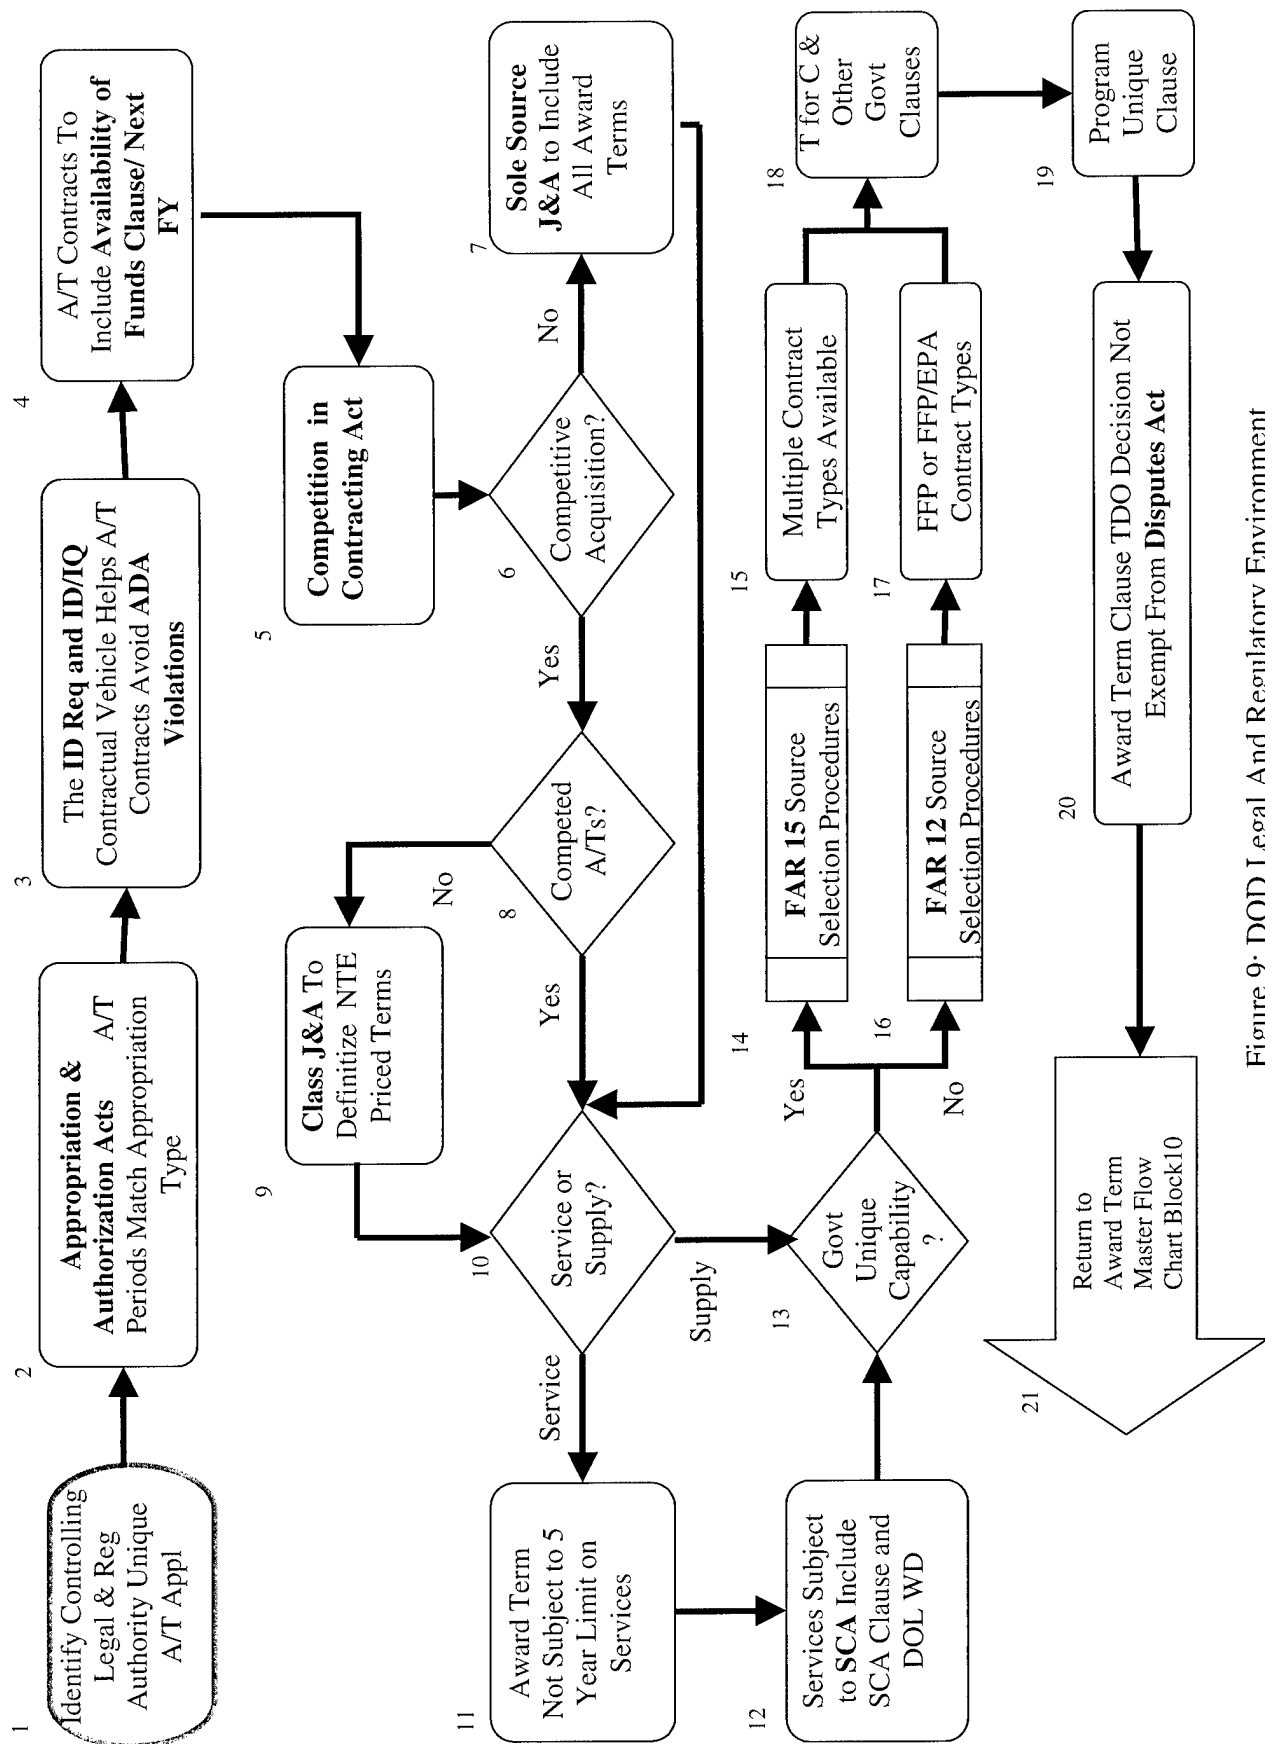 1
Identify Controlling
Legal & Reg
Authority Unique
A/T Appl
2
Appropriation &
Authorization Acts A/T
Periods Match Appropriation
Type
3
The ID Req and ID/IQ
Contractual Vehicle Helps A/T
Contracts Avoid ADA
Violations
4
A/T Contracts To
Include Availability of
Funds Clause/ Next
FY
5
Competition in
Contracting Act
6
Competitive
Acquisition?
No
Yes
7
Sole Source
J&A to Include
All Award
Terms
8
Competed
A/Ts?
No
Yes
9
Class J&A To
Definitize NTE
Priced Terms
10
Service or
Supply?
Service
Supply
11
Award Term
Not Subject to 5
Year Limit on
Services
12
Services Subject
to SCA Include
SCA Clause and
DOL WD
13
Govt
Unique
Capability
?
Yes
No
14
FAR 15 Source
Selection Procedures
15
Multiple Contract
Types Available
16
FAR 12 Source
Selection Procedures
17
FFP or FFP/EPA
Contract Types
18
T for C &
Other
Govt
Clauses
19
Program
Unique
Clause
20
Award Term Clause TDO Decision Not
Exempt From Disputes Act
21
Return to
Award Term
Master Flow
Chart Block10
Figure 9: DOD Legal And Regulatory Environment